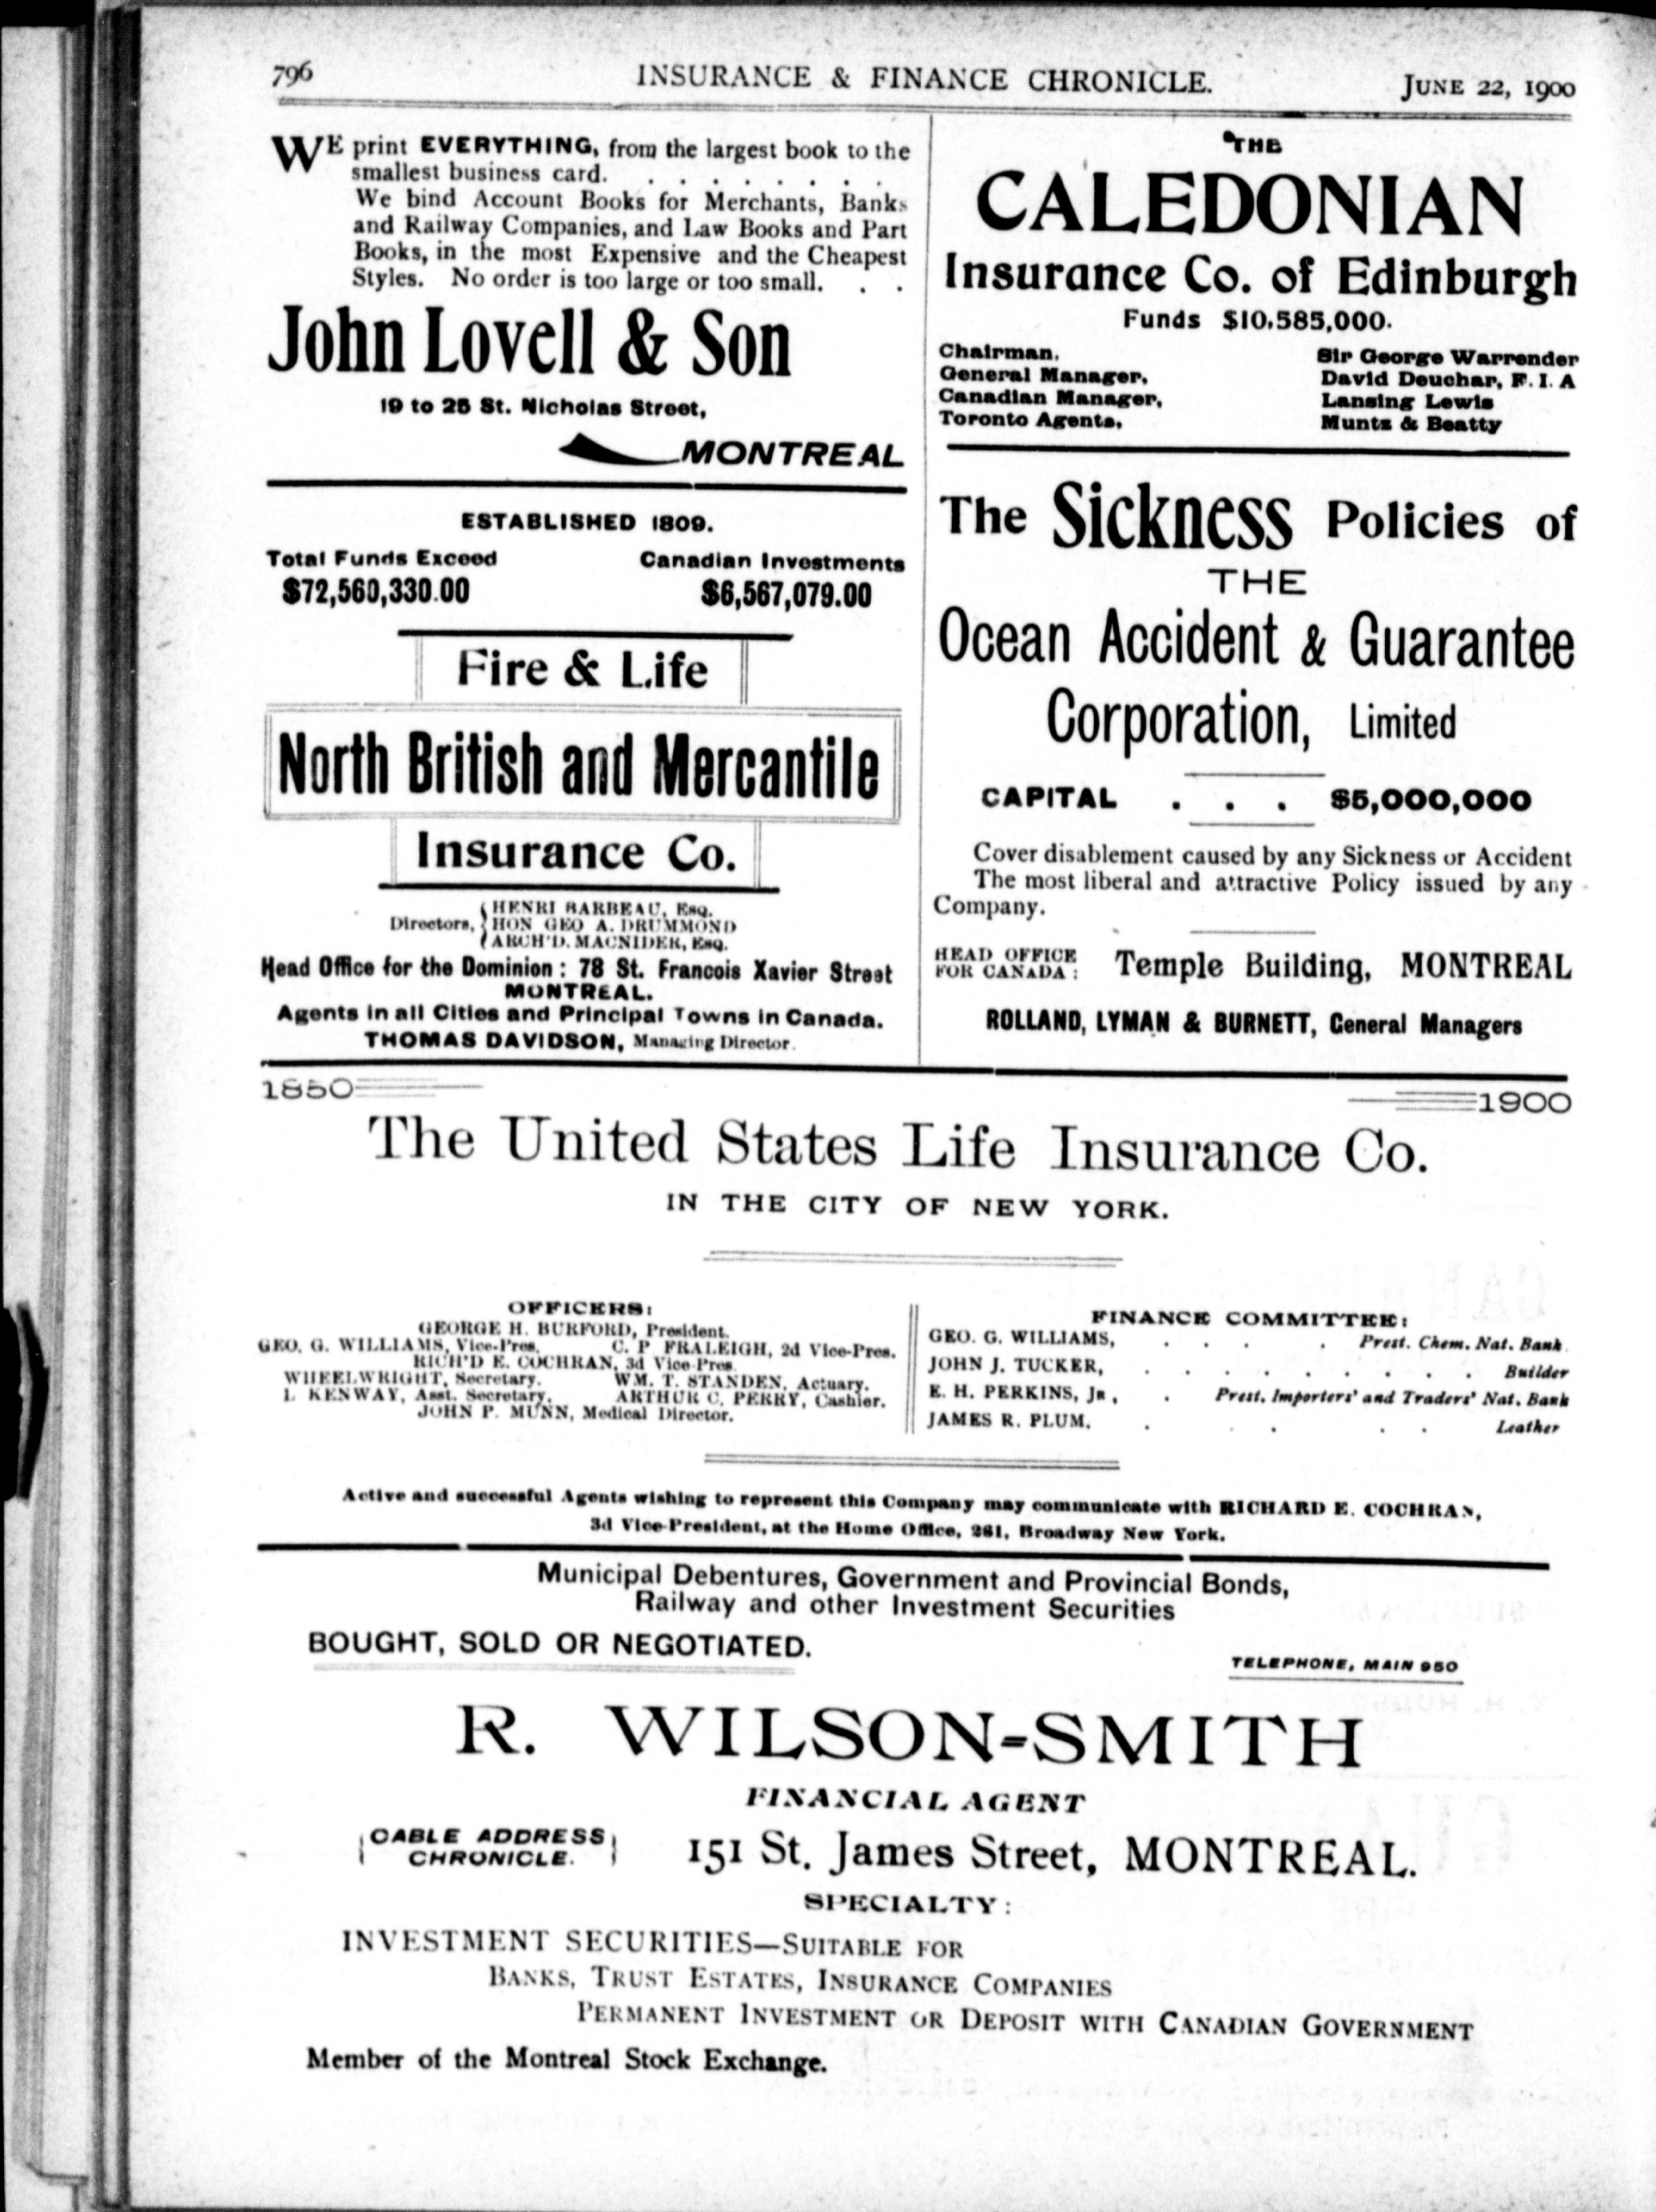 796 INSURANCE & FINANCE CHRONICLE. JUNE 22, 1900
WE print EVERYTHING, from the largest book to the
smallest business card. . . . . . . . .
We bind Account Books for Merchants, Banks
and Railway Companies, and Law Books and Part
Books, in the most Expensive and the Cheapest
Styles. No order is too large or too small. . .
John Lovell & Son
19 to 25 St. Nicholas Street,
MONTREAL
ESTABLISHED 1809.
Total Funds Exceed Canadian Investments
$72,560,330.00 $6,567,079.00
Fire & Life
North British and Mercantile
Insurance Co.
HENRI BARBEAU, Esq.
Directors, HON GEO A. DRUMMOND
ARCH'D. MACNIDER, Esq.
Head Office for the Dominion : 78 St. Francois Xavier Street
MONTREAL.
Agents in all Cities and Principal Towns in Canada.
THOMAS DAVIDSON, Managing Director.
THE
CALEDONIAN
Insurance Co. of Edinburgh
Funds $10,585,000.
Chairman, Sir George Warrender
General Manager, David Deuchar, F. I. A
Canadian Manager, Lansing Lewis
Toronto Agents, Muntz & Beatty
The Sickness Policies of
THE
Ocean Accident & Guarantee
Corporation, Limited
CAPITAL . . . $5,000,000
Cover disablement caused by any Sickness or Accident
The most liberal and attractive Policy issued by any
Company.
HEAD OFFICE
FOR CANADA : Temple Building, MONTREAL
ROLLAND, LYMAN & BURNETT, General Managers
1850 1900
The United States Life Insurance Co.
IN THE CITY OF NEW YORK.
OFFICERS:
GEORGE H. BURFORD, President.
GEO. G. WILLIAMS, Vice-Pres. C. P FRALEIGH, 2d Vice-Pres.
RICH'D E. COCHRAN, 3d Vice-Pres.
WHEELWRIGHT, Secretary. WM. T. STANDEN, Actuary.
L KENWAY, Asst. Secretary. ARTHUR C. PERRY, Cashier.
JOHN P. MUNN, Medical Director.
FINANCE COMMITTEE:
GEO. G. WILLIAMS, . . . . Prest. Chem. Nat. Bank
JOHN J. TUCKER, . . . . . . . . . Builder
E. H. PERKINS, JR , . Prest. Importers' and Traders' Nat. Bank
JAMES R. PLUM, . . . . . Leather
Active and successful Agents wishing to represent this Company may communicate with RICHARD E. COCHRAN,
3d Vice-President, at the Home Office, 261, Broadway New York.
Municipal Debentures, Government and Provincial Bonds,
Railway and other Investment Securities
BOUGHT, SOLD OR NEGOTIATED.
TELEPHONE, MAIN 950
R. WILSON-SMITH
FINANCIAL AGENT
CABLE ADDRESS
CHRONICLE. 151 St. James Street, MONTREAL.
SPECIALTY :
INVESTMENT SECURITIES—SUITABLE FOR
BANKS, TRUST ESTATES, INSURANCE COMPANIES
PERMANENT INVESTMENT OR DEPOSIT WITH CANADIAN GOVERNMENT
Member of the Montreal Stock Exchange.